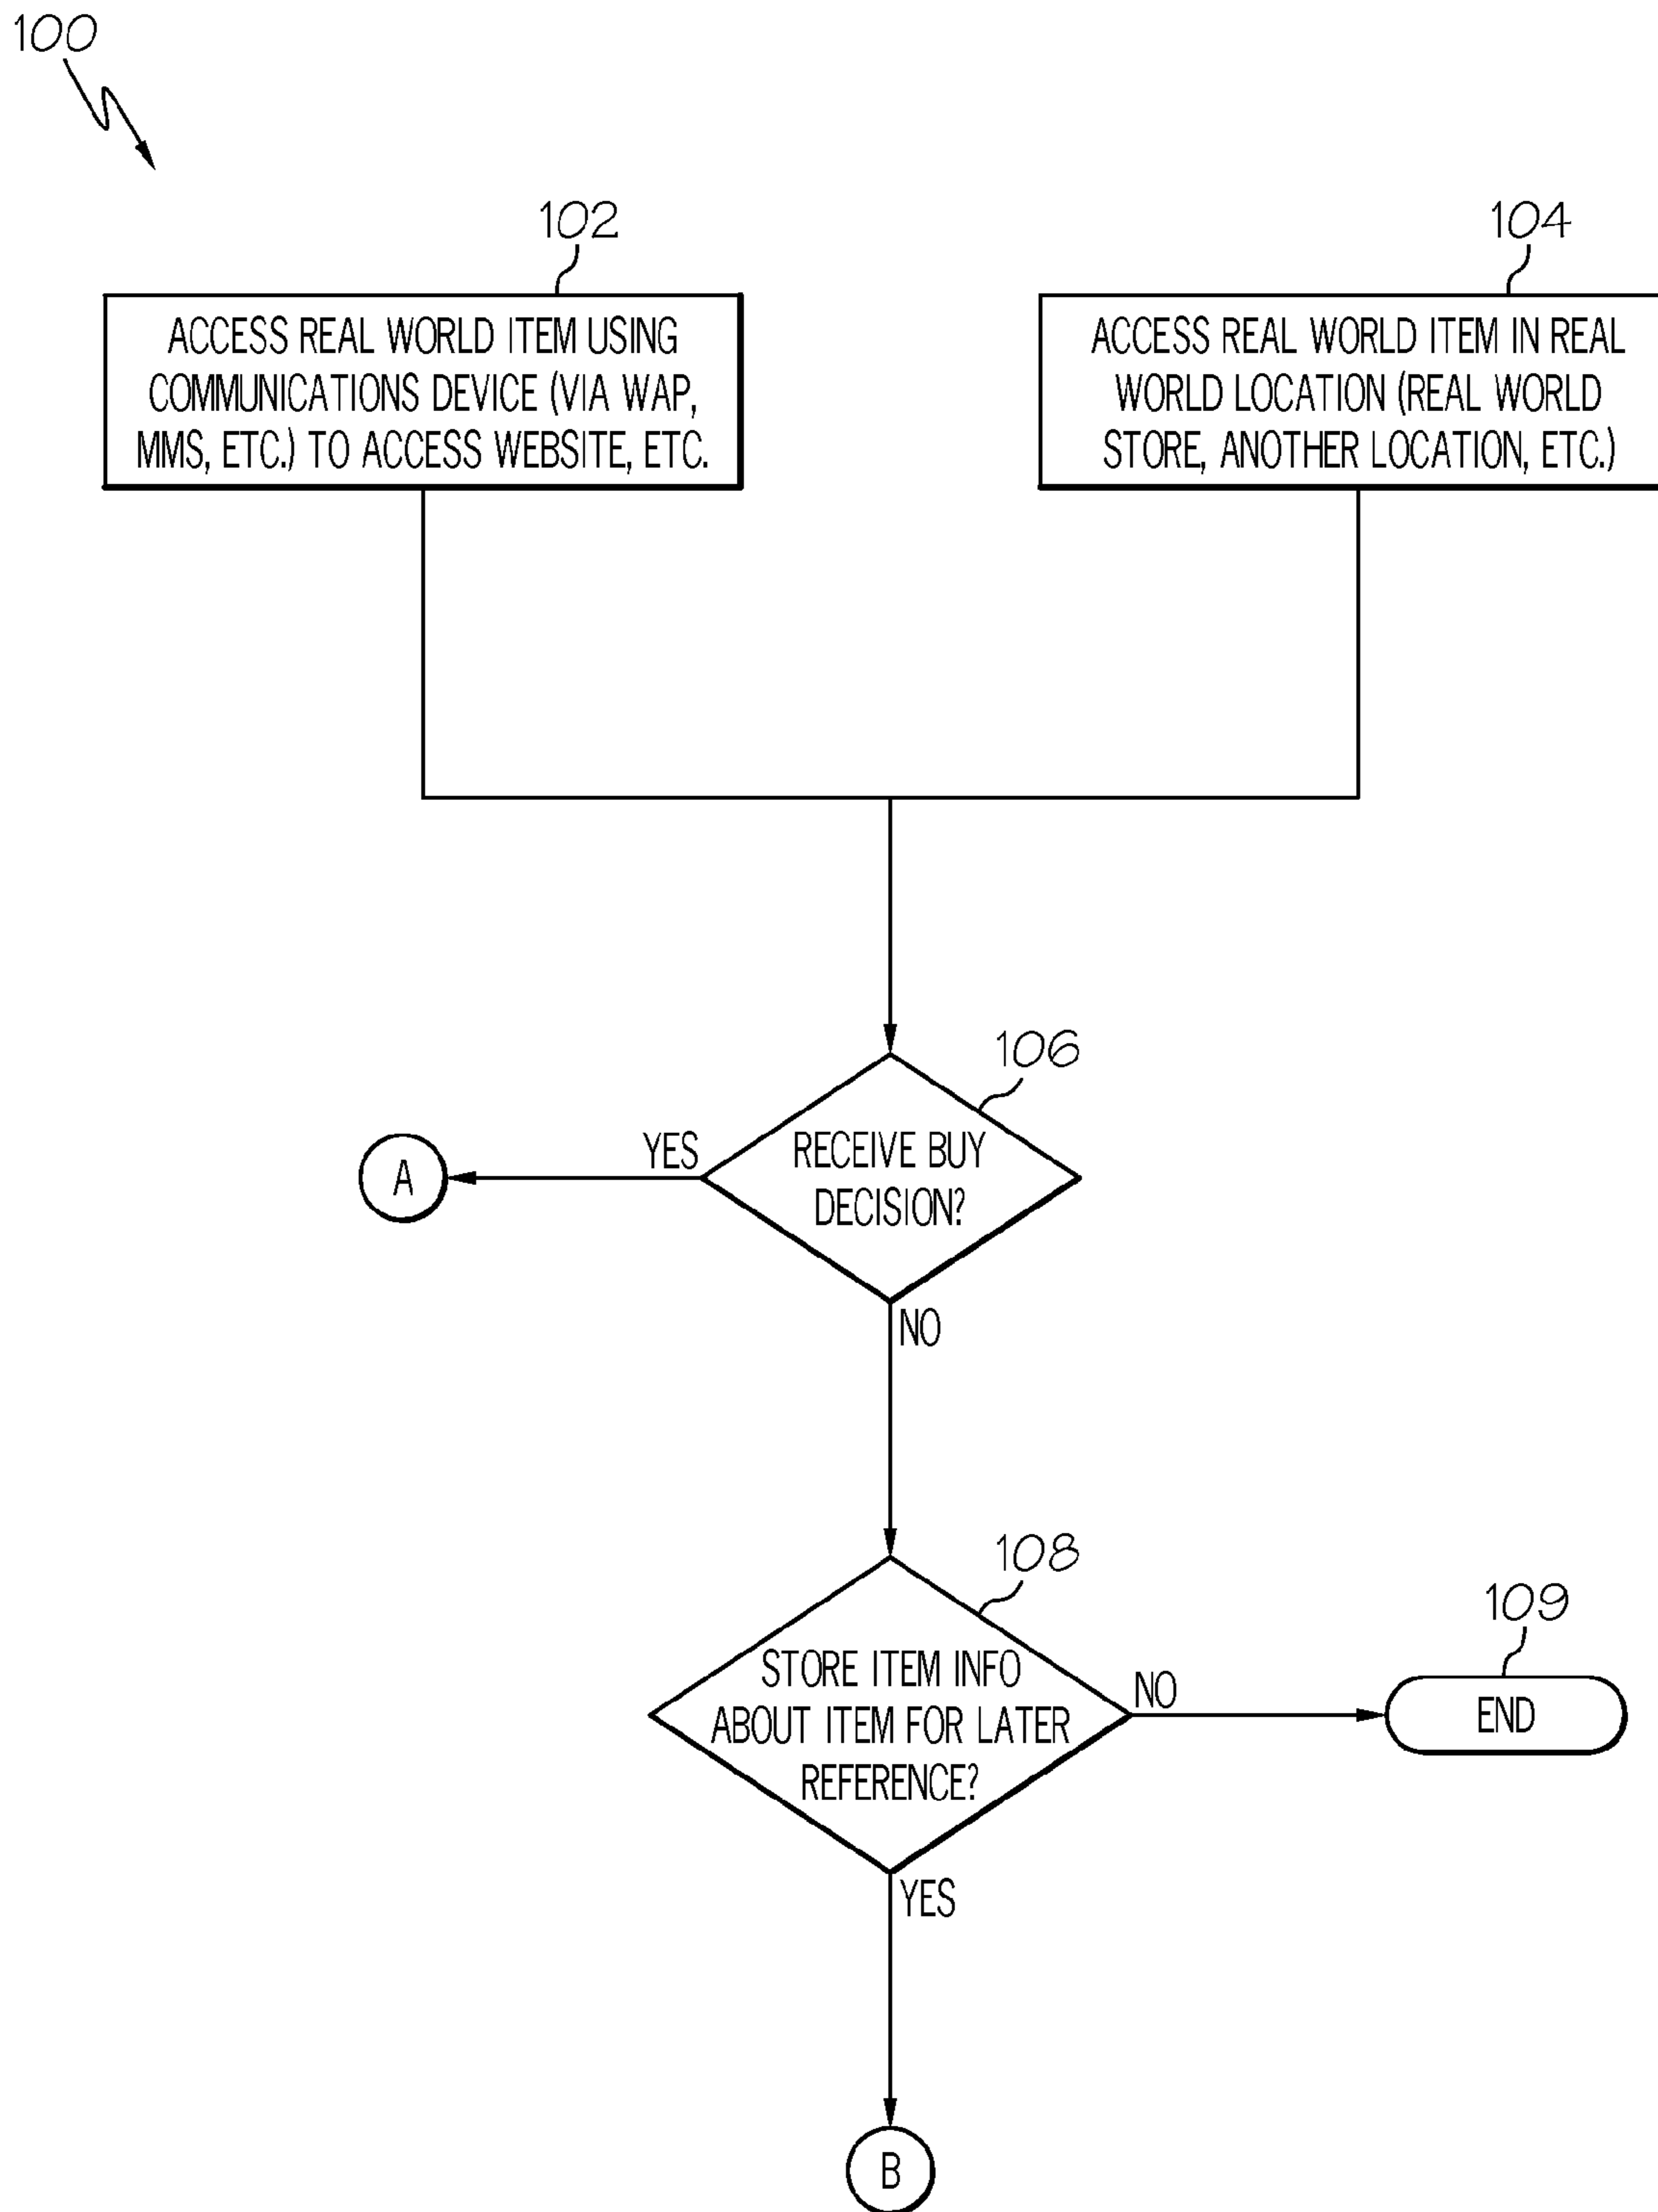 100
102
ACCESS REAL WORLD ITEM USING
COMMUNICATIONS DEVICE (VIA WAP,
MMS, ETC.) TO ACCESS WEBSITE, ETC.
104
ACCESS REAL WORLD ITEM IN REAL
WORLD LOCATION (REAL WORLD
STORE, ANOTHER LOCATION, ETC.)
106
RECEIVE BUY
DECISION?
YES
A
NO
108
STORE ITEM INFO
ABOUT ITEM FOR LATER
REFERENCE?
NO
109
END
YES
B